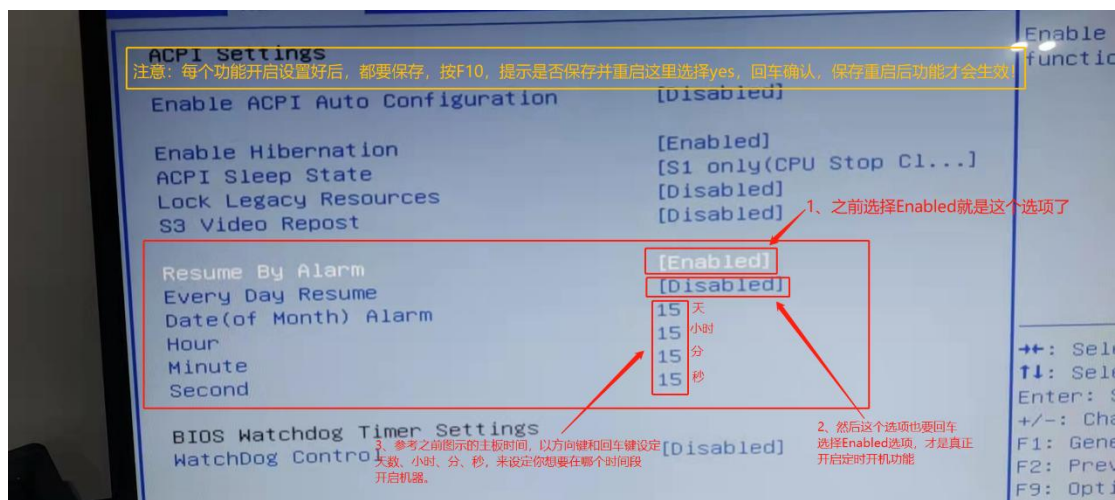 Enable
ACPI Settings
functio
注意：每个功能开启设置好后，都要保存，按F10，提示是否保存并重启这里选择yes，回车确认，保存重启后功能才会生效！
Enable ACPI Auto Configuration [Disabled]
Enable Hibernation [Enabled]
ACPI Sleep State [S1 only(CPU Stop Cl...]
Lock Legacy Resources [Disabled]
S3 Video Repost [Disabled]
1、之前选择Enabled就是这个选项了
Resume By Alarm [Enabled]
Every Day Resume [Disabled]
Date(of Month) Alarm 15 天
Hour 15 小时
Minute 15 分
Second 15 秒
→←: Sele
↑↓: Sele
Enter: S
+/-: Cha
F1: Gene
F2: Prev
F9: Opti
BIOS Watchdog Timer Settings
WatchDog Control [Disabled]
2、然后这个选项也要回车
选择Enabled选项，才是真正
开启定时开机功能
3、参考之前图示的主板时间，以方向键和回车键设定
天数、小时、分、秒，来设定你想要在哪个时间段
开启机器。